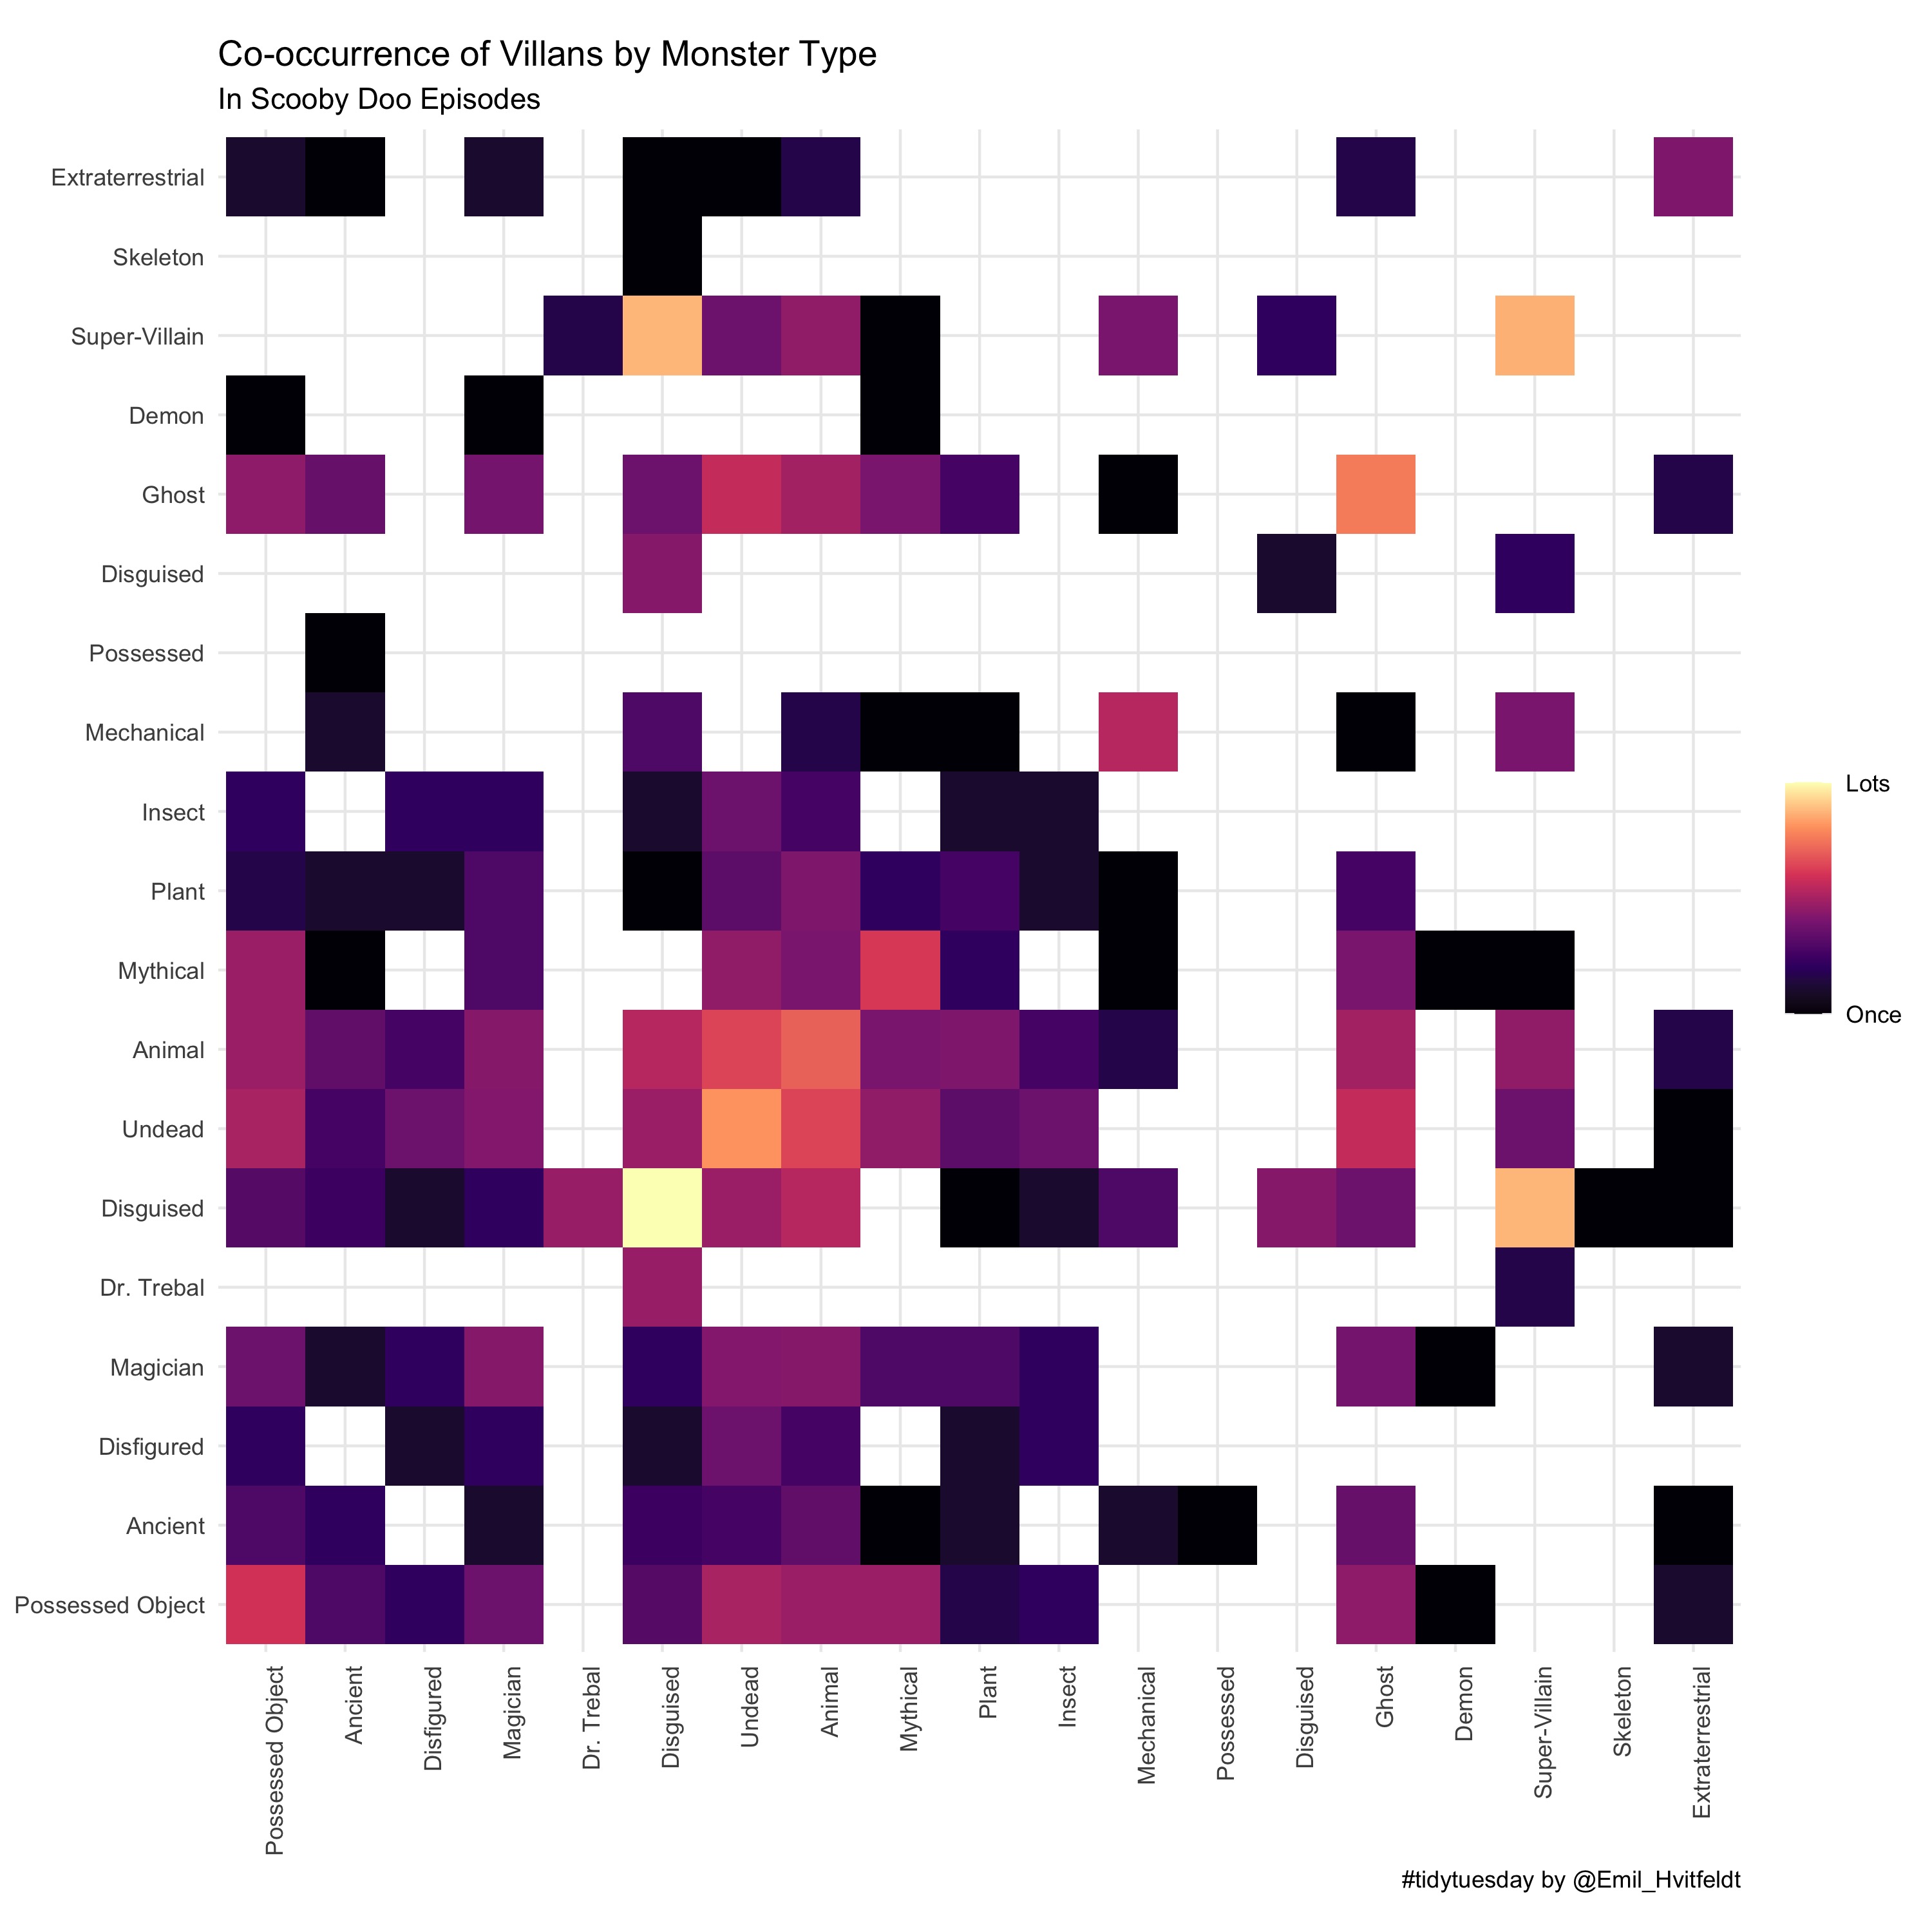 Co-occurrence of Villans by Monster Type
In Scooby Doo Episodes
Extraterrestrial
Skeleton
Super-Villain
Demon
Ghost
Disguised
Possessed
Mechanical
Insect
Plant
Mythical
Animal
Undead
Disguised
Dr. Trebal
Magician
Disfigured
Ancient
Possessed Object
Possessed Object
Ancient
Disfigured
Magician
Dr. Trebal
Disguised
Undead
Animal
Mythical
Plant
Insect
Mechanical
Possessed
Disguised
Ghost
Demon
Super-Villain
Skeleton
Extraterrestrial
Lots
Once
#tidytuesday by @Emil_Hvitfeldt